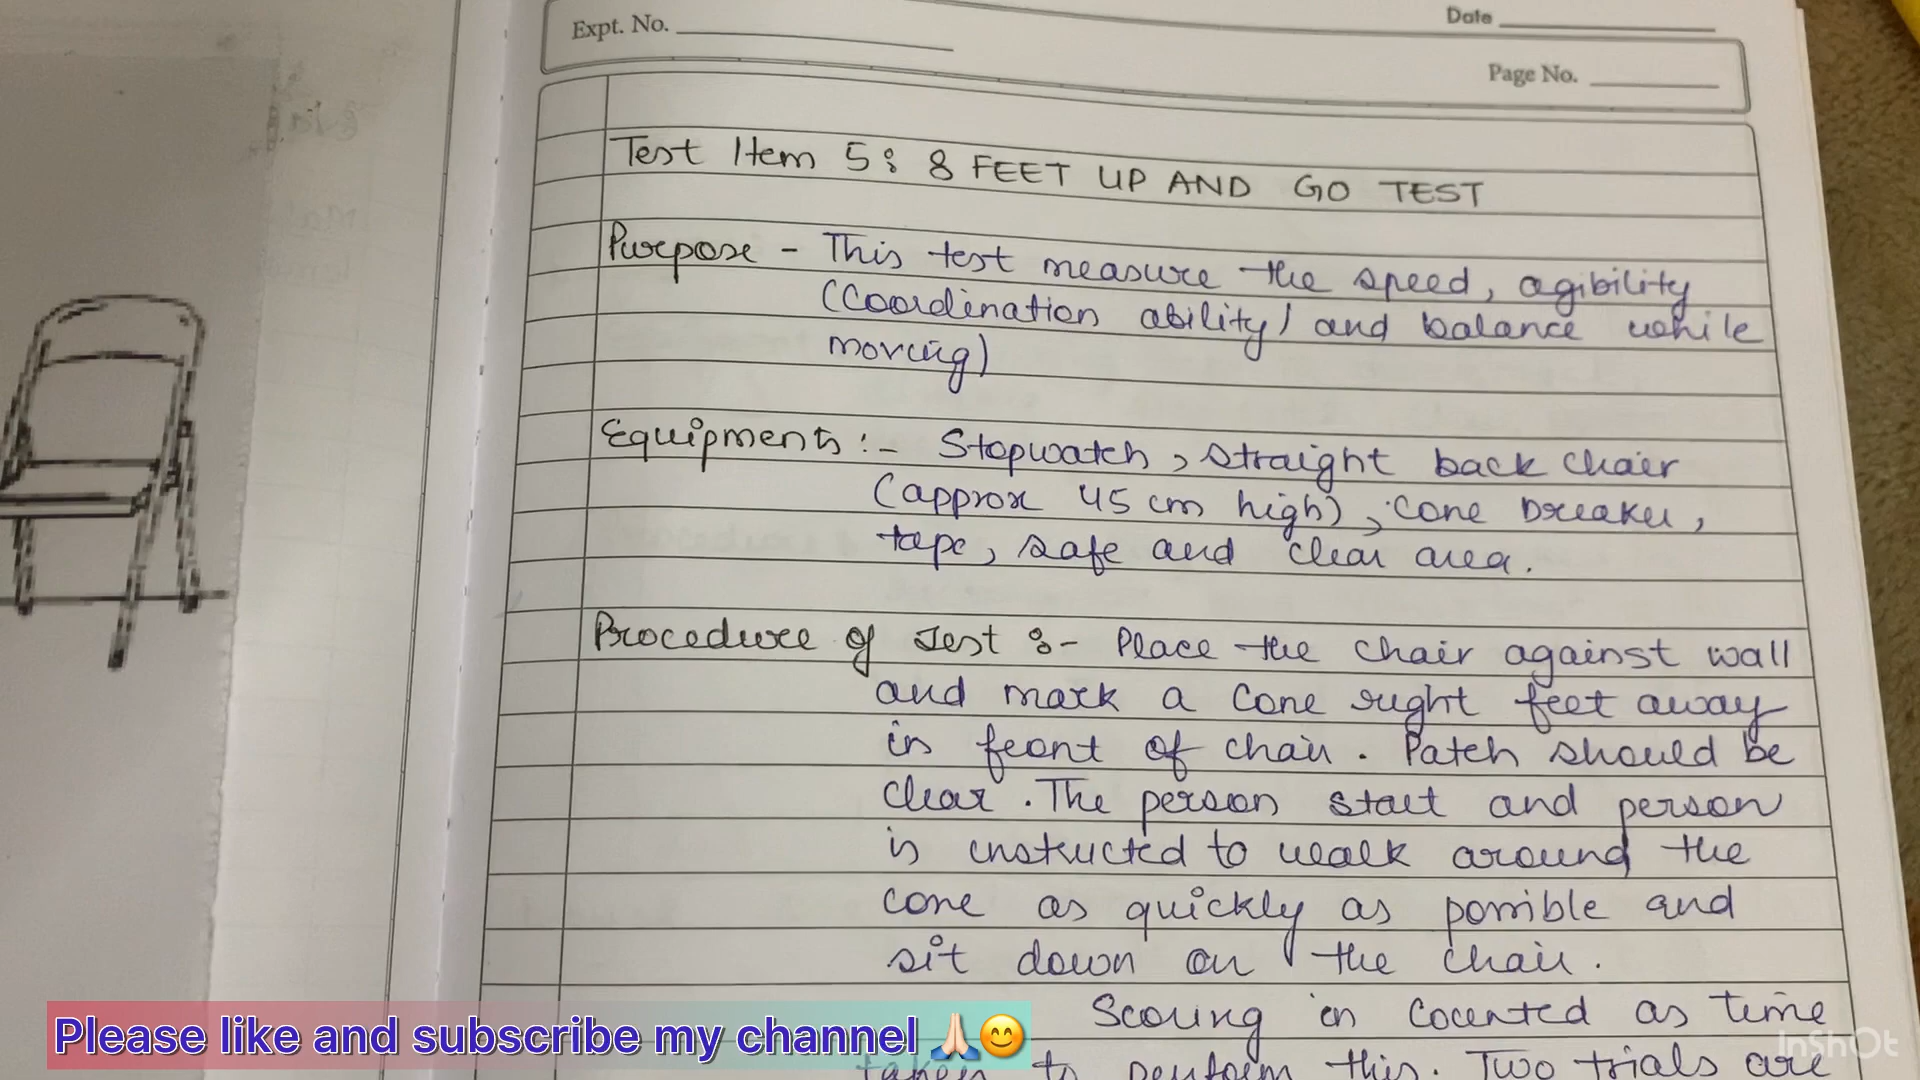 Expt. No.
Date
Page No.
Test Item 5: 8 FEET UP AND GO TEST
Purpose - This test measure the speed, agibility
(Coordination ability) and balance while
moving)
Equipments :- Stopwatch, straight back chair
(approx 45 cm high), cone breaker,
tape, safe and clear area.
Procedure of Test :- Place the chair against wall
and mark a cone right feet away
in front of chair. Patch should be
clear. The person start and person
is instructed to walk around the
cone as quickly as possible and
sit down on the chair.
Scoring in counted as time
taken to perform this. Two trials are
Please like and subscribe my channel 🙏🏻😊
InShOt